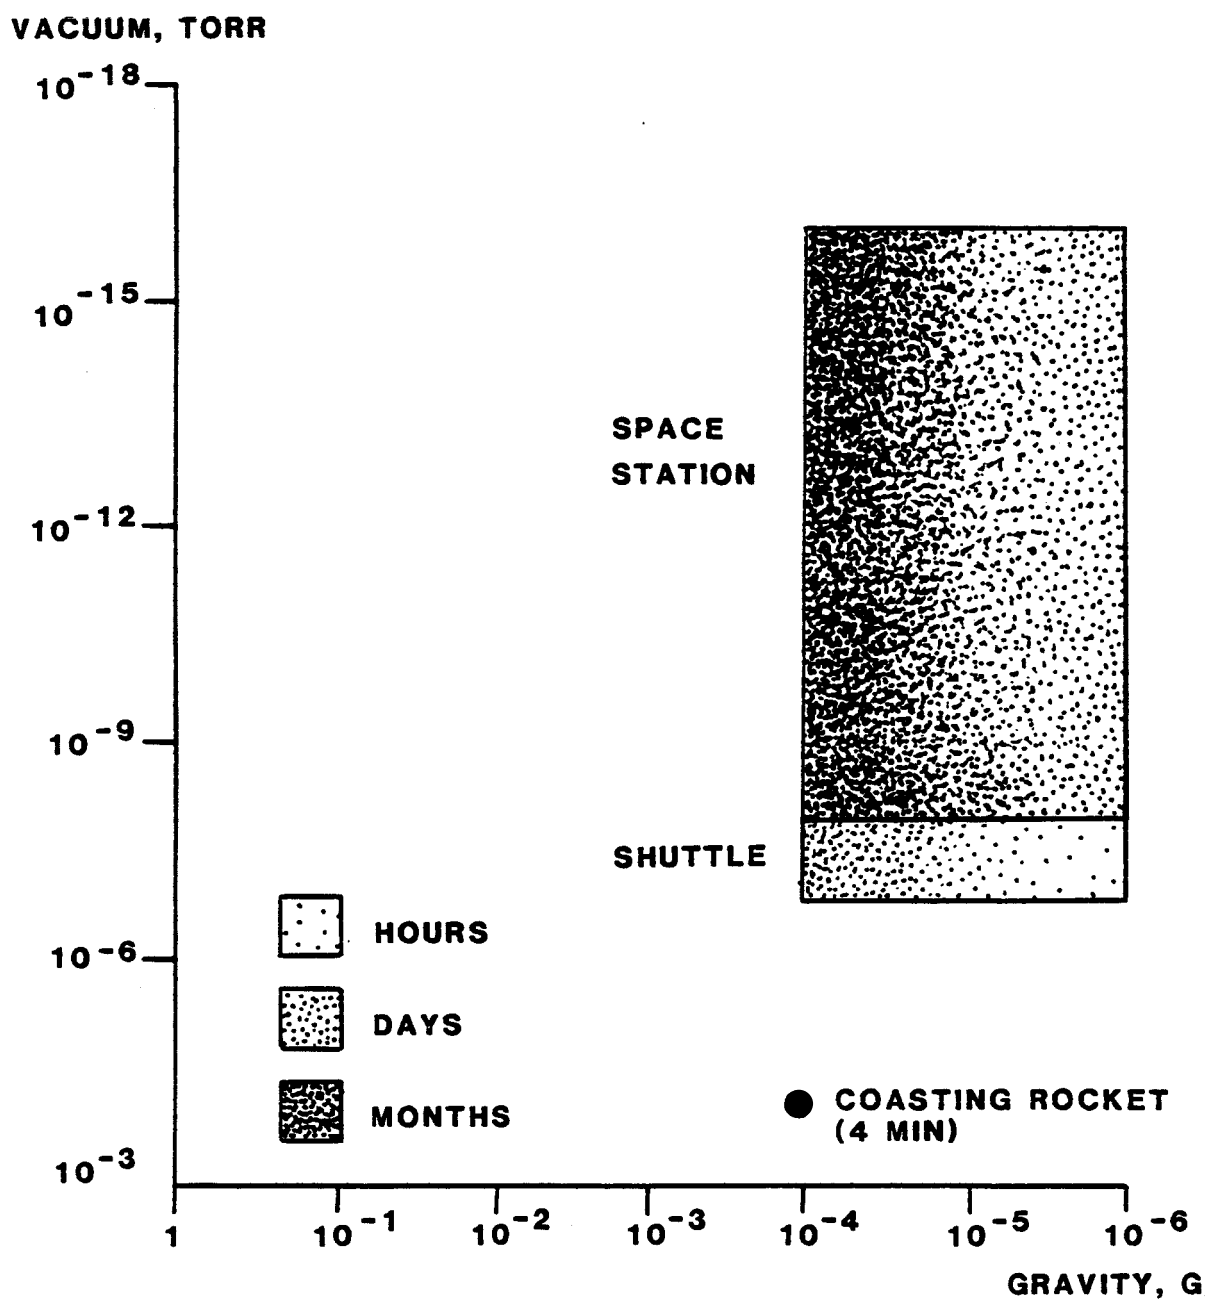 VACUUM, TORR
10⁻¹⁸
10⁻¹⁵
SPACE
STATION
10⁻¹²
10⁻⁹
SHUTTLE
HOURS
10⁻⁶
DAYS
MONTHS
COASTING ROCKET
(4 MIN)
10⁻³
1 10⁻¹ 10⁻² 10⁻³ 10⁻⁴ 10⁻⁵ 10⁻⁶
GRAVITY, G